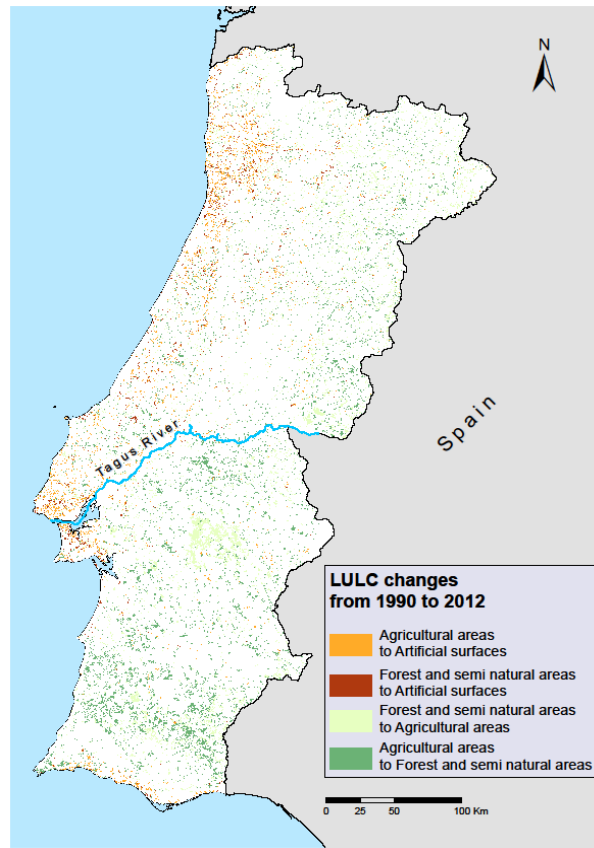 N
Spain
Tagus River
LULC changes
from 1990 to 2012
Agricultural areas
to Artificial surfaces
Forest and semi natural areas
to Artificial surfaces
Forest and semi natural areas
to Agricultural areas
Agricultural areas
to Forest and semi natural areas
0 25 50 100 Km